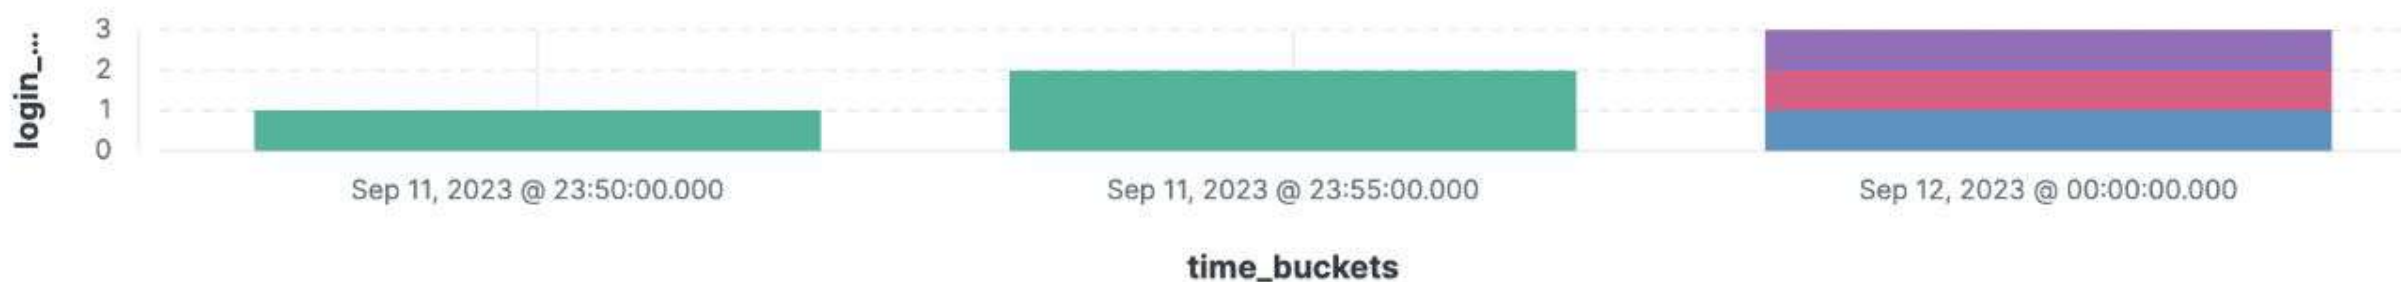 login_...
3
2
1
0
Sep 11, 2023 @ 23:50:00.000
Sep 11, 2023 @ 23:55:00.000
Sep 12, 2023 @ 00:00:00.000
time_buckets